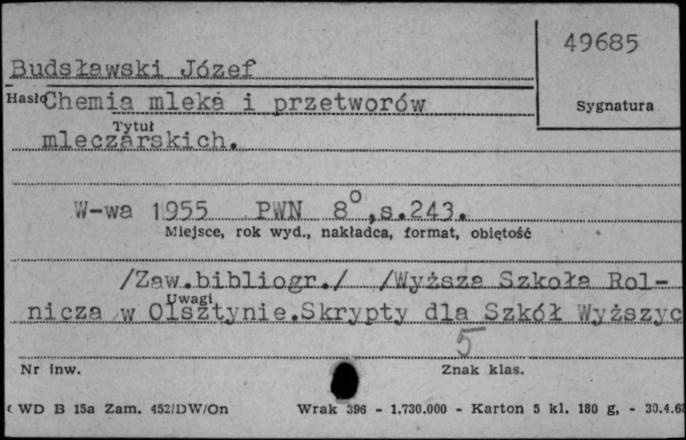 49685
Budsławski Józef
Hasło Chemia mleka i przetworów
Sygnatura
Tytuł
mleczarskich.
W-wa 1955 PWN 8°,s.243.
Miejsce, rok wyd., nakładca, format, objętość
/Zaw.bibliogr./ /Wyższa Szkoła Rol-
Uwagi
nicza w Olsztynie.Skrypty dla Szkół Wyższyc
5
Nr inw.
Znak klas.
WD B 15a Zam. 452/DW/On Wrak 396 - 1.730.000 - Karton 5 kl. 180 g, - 30.4.68